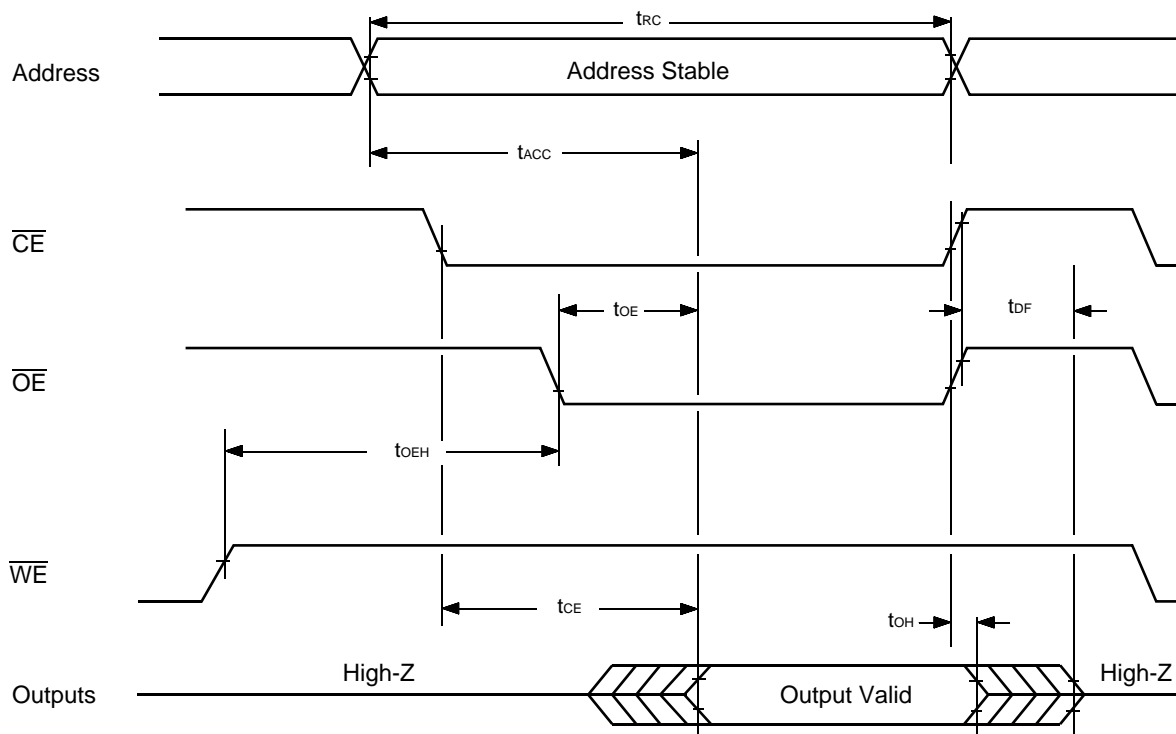 tRC
Address
Address Stable
tACC
CE
tOE
tDF
OE
tOEH
WE
tCE
tOH
High-Z
High-Z
Outputs
Output Valid